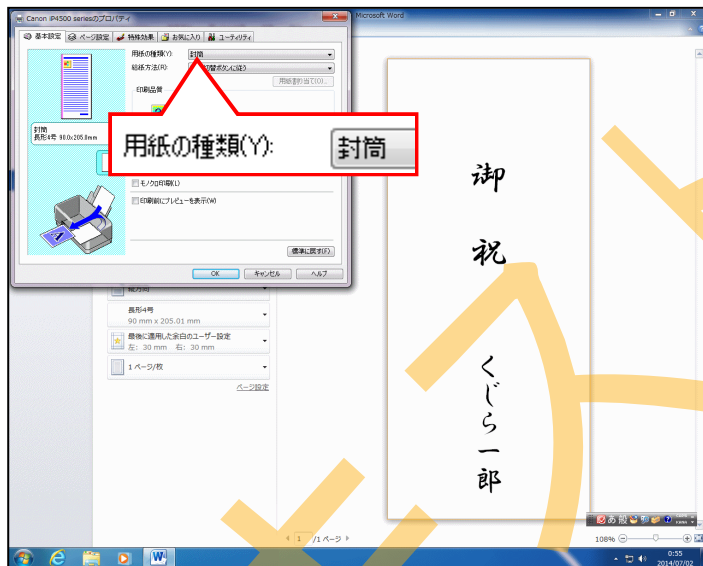 Canon iP4500 seriesのプロパティ
Microsoft Word
基本設定 ページ設定 特殊効果 お気に入り ユーティリティ
用紙の種類(Y): 封筒
給紙方法(R):
用紙割り当て(O)...
印刷品質
用紙の種類(Y): 封筒
封筒
長形4号 90.0x205.0mm
モノクロ印刷(L)
印刷前にプレビューを表示(W)
標準に戻す(F)
OK キャンセル ヘルプ
縦方向
長形4号
90 mm x 205.01 mm
最後に適用した余白のユーザー設定
左: 30 mm 右: 30 mm
1 ページ/枚
ページ設定
御祝
くじら一郎
1 /1 ページ
108%
あ 般
0:55
2014/07/02